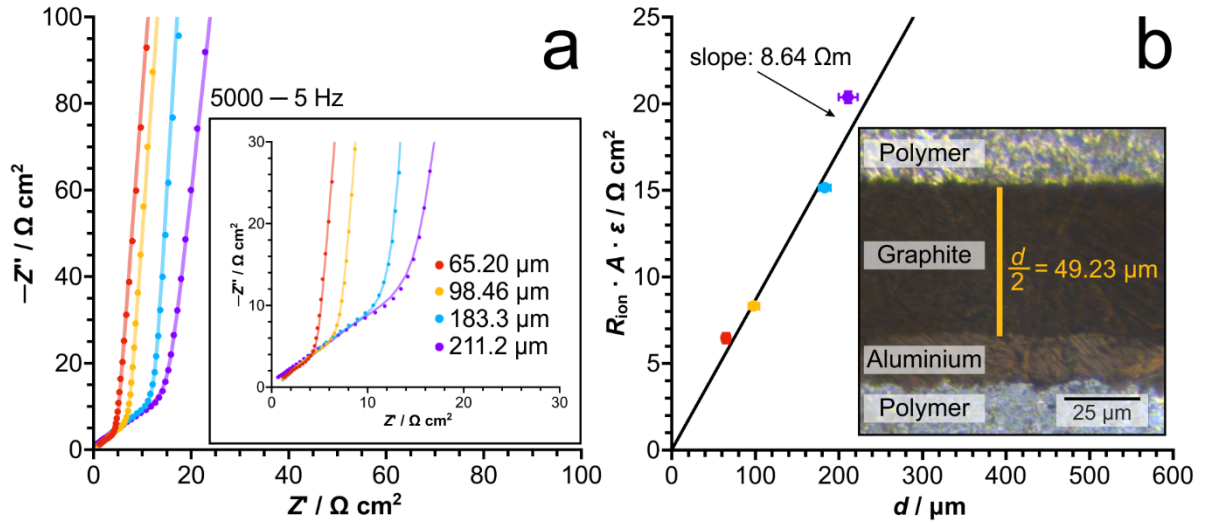 a
5000 — 5 Hz
100
80
60
40
20
0
−Z″ / Ω cm²
0
20
40
60
80
100
Z′ / Ω cm²
30
20
10
0
−Z″ / Ω cm²
0
10
20
30
Z′ / Ω cm²
65.20 µm
98.46 µm
183.3 µm
211.2 µm
b
slope: 8.64 Ωm
25
20
15
10
5
0
R_ion · A · ε / Ω cm²
0
100
200
300
400
500
600
d / µm
Polymer
Graphite
d/2 = 49.23 µm
Aluminium
Polymer
25 µm